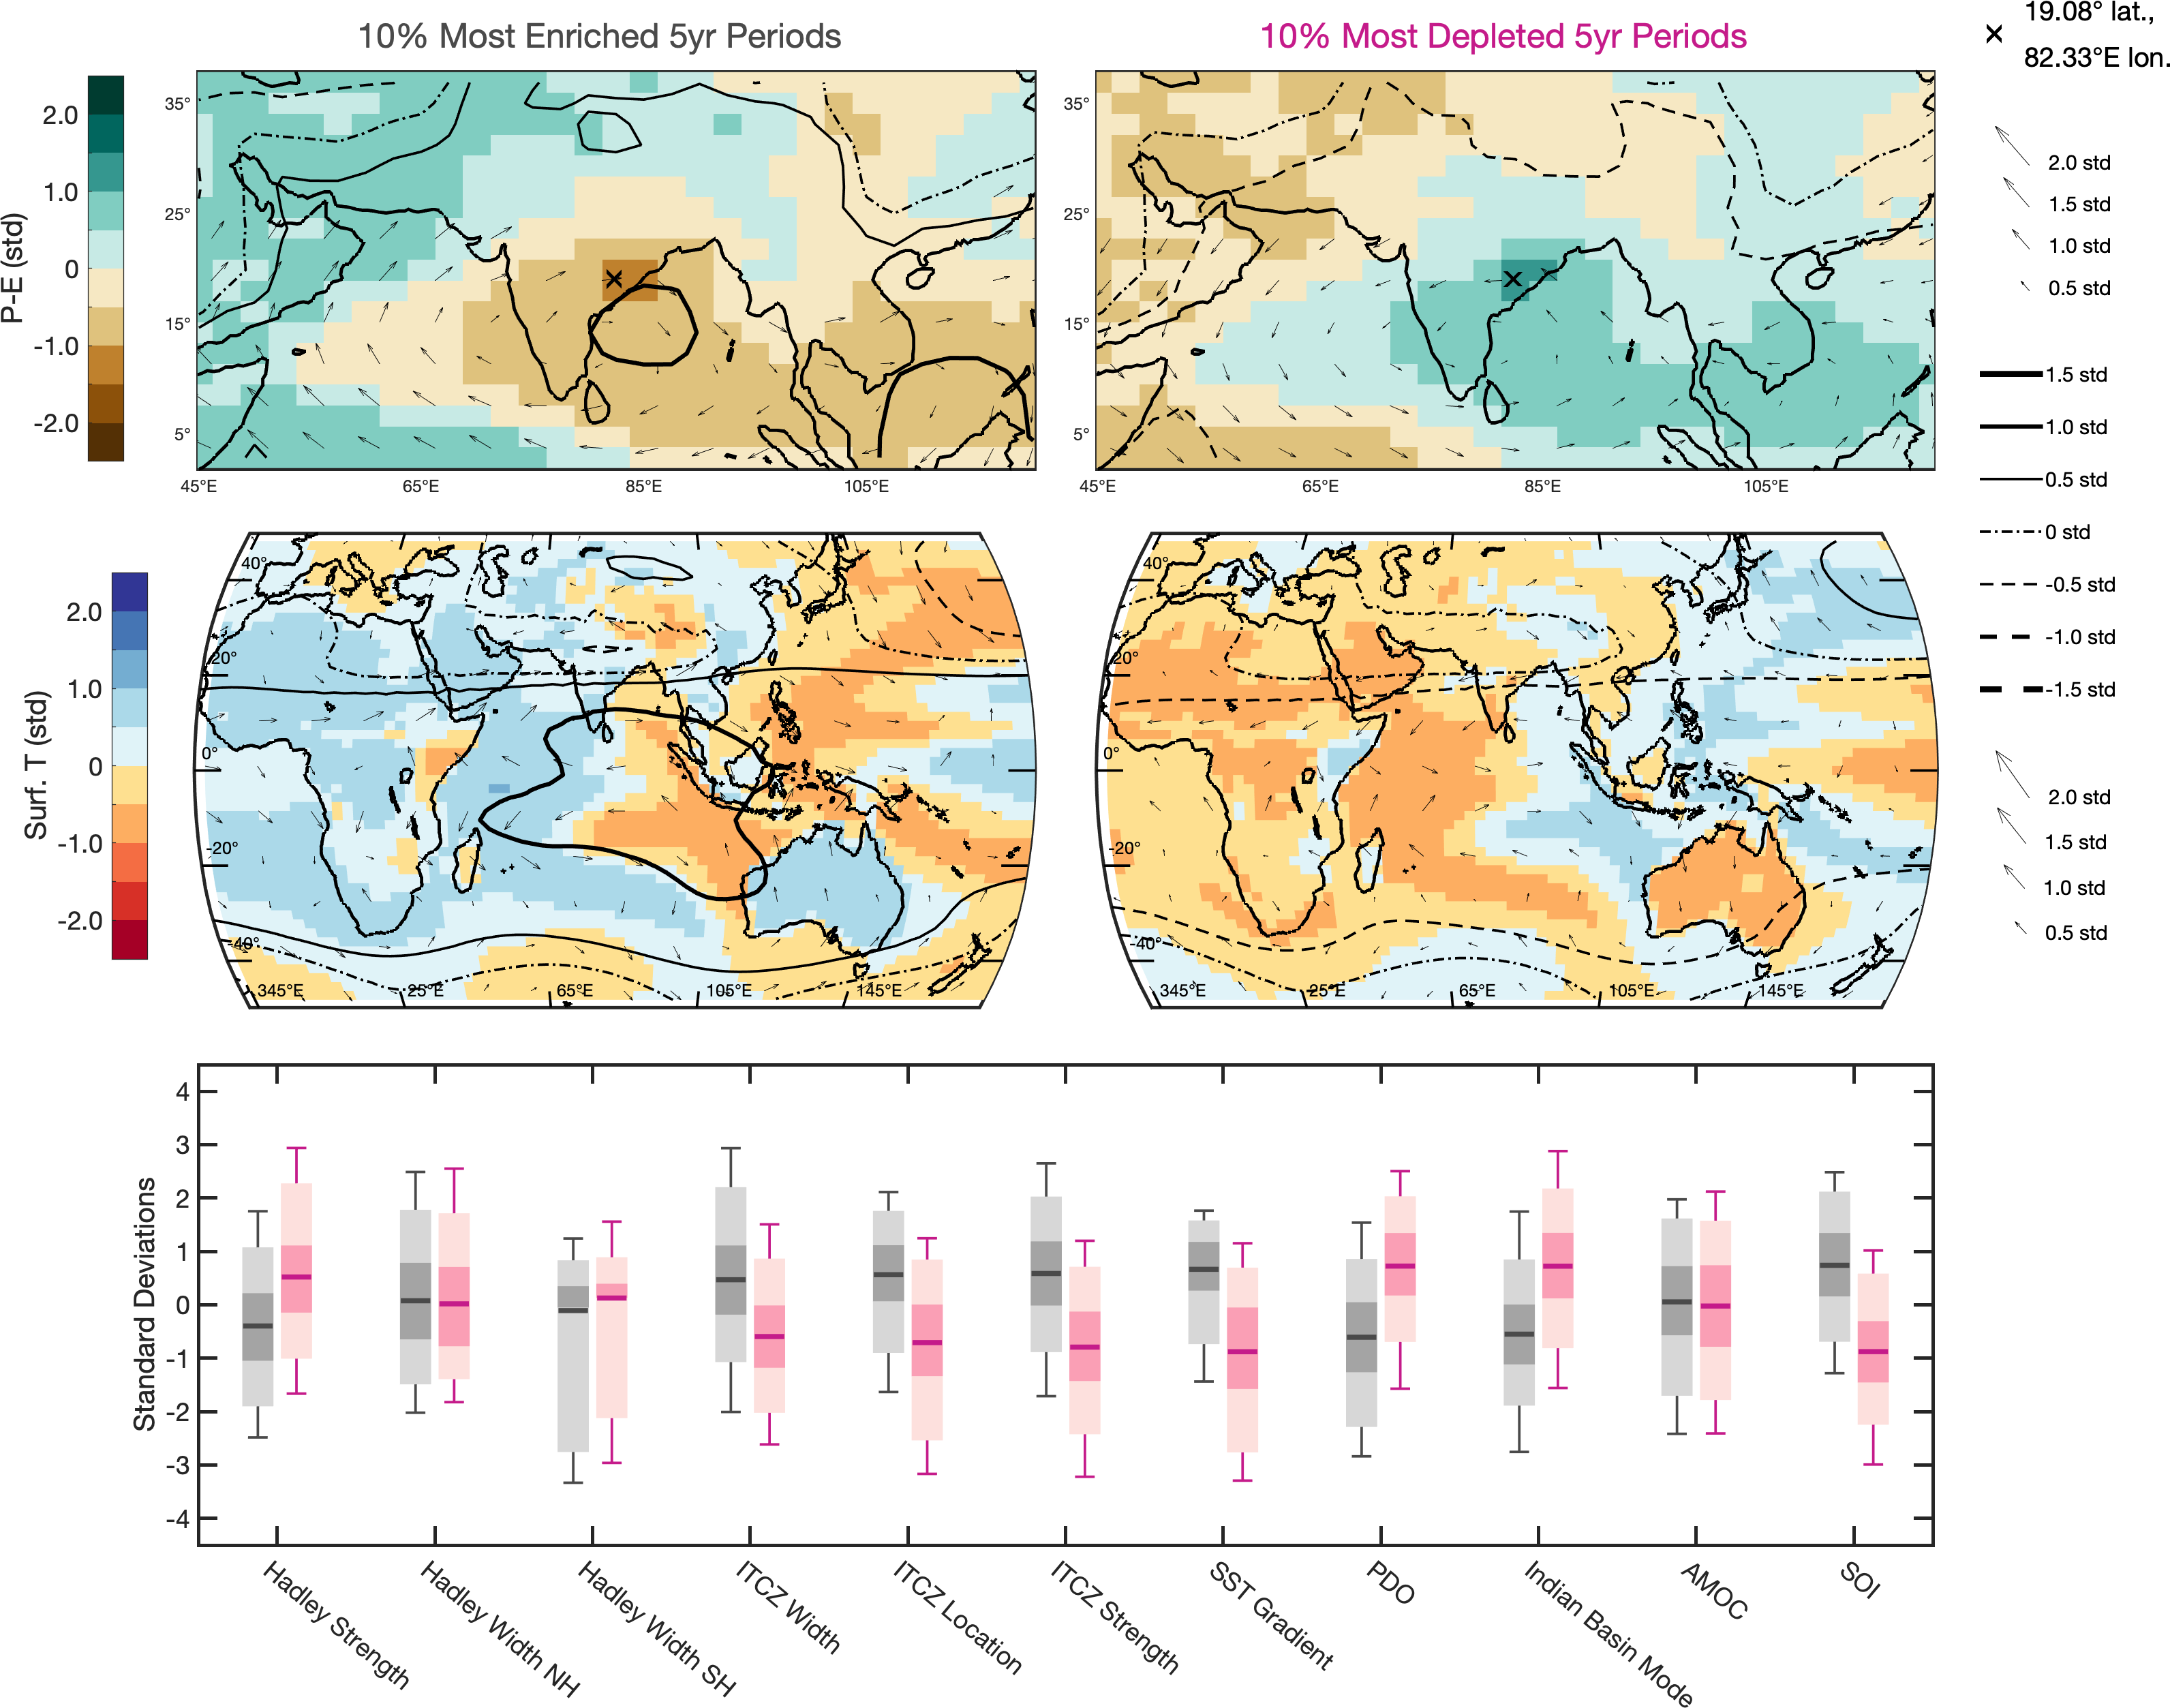 10% Most Enriched 5yr Periods
10% Most Depleted 5yr Periods
19.08° lat.,
82.33°E lon.
P-E (std)
2.0
1.0
0
-1.0
-2.0
35°
25°
15°
5°
45°E
65°E
85°E
105°E
35°
25°
15°
5°
45°E
65°E
85°E
105°E
2.0 std
1.5 std
1.0 std
0.5 std
1.5 std
1.0 std
0.5 std
0 std
-0.5 std
-1.0 std
-1.5 std
Surf. T (std)
2.0
1.0
0
-1.0
-2.0
40°
20°
0°
-20°
-40°
345°E
25°E
65°E
105°E
145°E
40°
20°
0°
-20°
-40°
345°E
25°E
65°E
105°E
145°E
2.0 std
1.5 std
1.0 std
0.5 std
Standard Deviations
4
3
2
1
0
-1
-2
-3
-4
Hadley Strength
Hadley Width NH
Hadley Width SH
ITCZ Width
ITCZ Location
ITCZ Strength
SST Gradient
PDO
Indian Basin Mode
AMOC
SOI